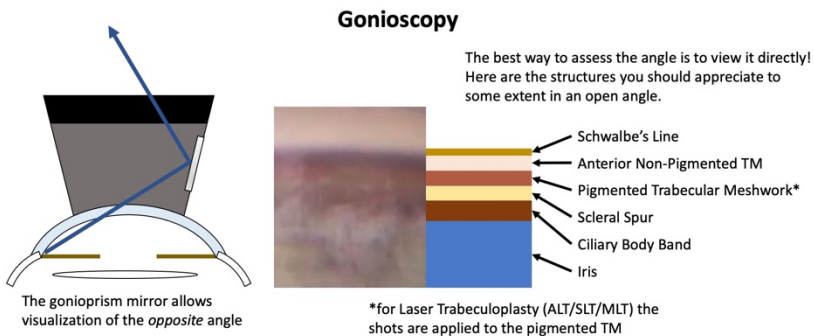 Gonioscopy
The best way to assess the angle is to view it directly!
Here are the structures you should appreciate to
some extent in an open angle.
Schwalbe's Line
Anterior Non-Pigmented TM
Pigmented Trabecular Meshwork*
Scleral Spur
Ciliary Body Band
Iris
The gonioprism mirror allows
visualization of the opposite angle
*for Laser Trabeculoplasty (ALT/SLT/MLT) the
shots are applied to the pigmented TM